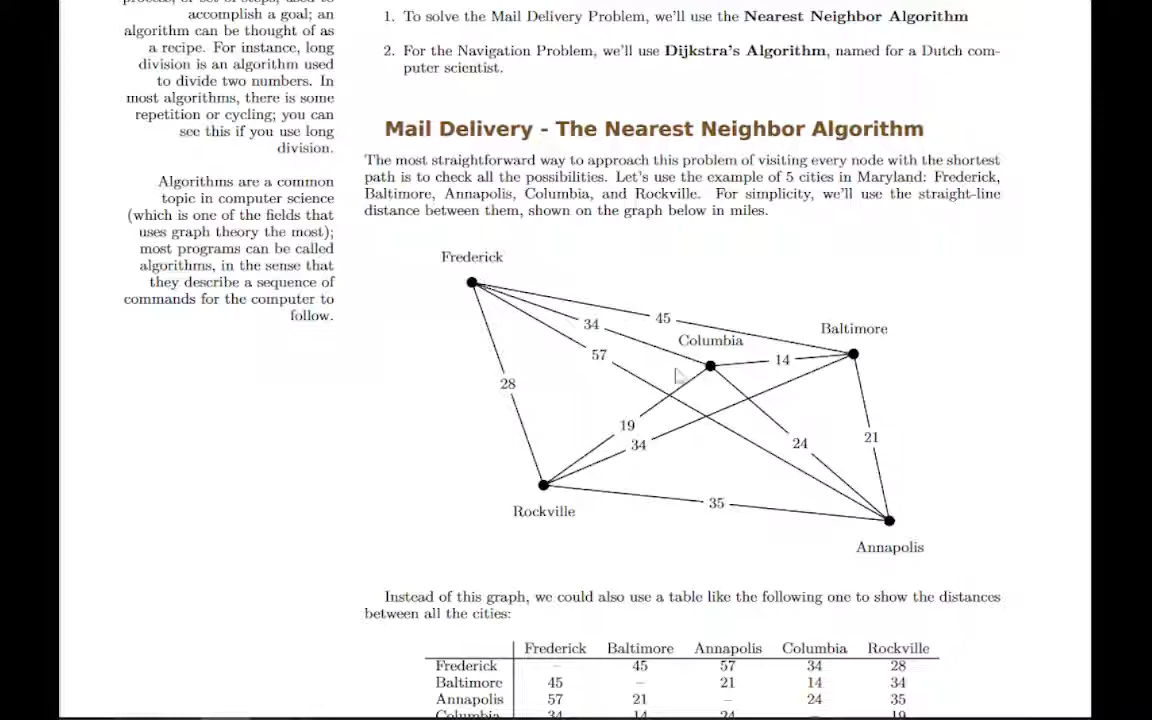 accomplish a goal; an
algorithm can be thought of as
a recipe. For instance, long
division is an algorithm used
to divide two numbers. In
most algorithms, there is some
repetition or cycling; you can
see this if you use long
division.
Algorithms are a common
topic in computer science
(which is one of the fields that
uses graph theory the most);
most programs can be called
algorithms, in the sense that
they describe a sequence of
commands for the computer to
follow.
1. To solve the Mail Delivery Problem, we'll use the Nearest Neighbor Algorithm
2. For the Navigation Problem, we'll use Dijkstra's Algorithm, named for a Dutch com-
puter scientist.
Mail Delivery - The Nearest Neighbor Algorithm
The most straightforward way to approach this problem of visiting every node with the shortest
path is to check all the possibilities. Let's use the example of 5 cities in Maryland: Frederick,
Baltimore, Annapolis, Columbia, and Rockville. For simplicity, we'll use the straight-line
distance between them, shown on the graph below in miles.
Frederick
45
34
Baltimore
Columbia
57
14
28
19
21
34
24
35
Rockville
Annapolis
Instead of this graph, we could also use a table like the following one to show the distances
between all the cities:
Frederick Baltimore Annapolis Columbia Rockville
Frederick – 45 57 34 28
Baltimore 45 – 21 14 34
Annapolis 57 21 – 24 35
Columbia 34 14 24 – 19